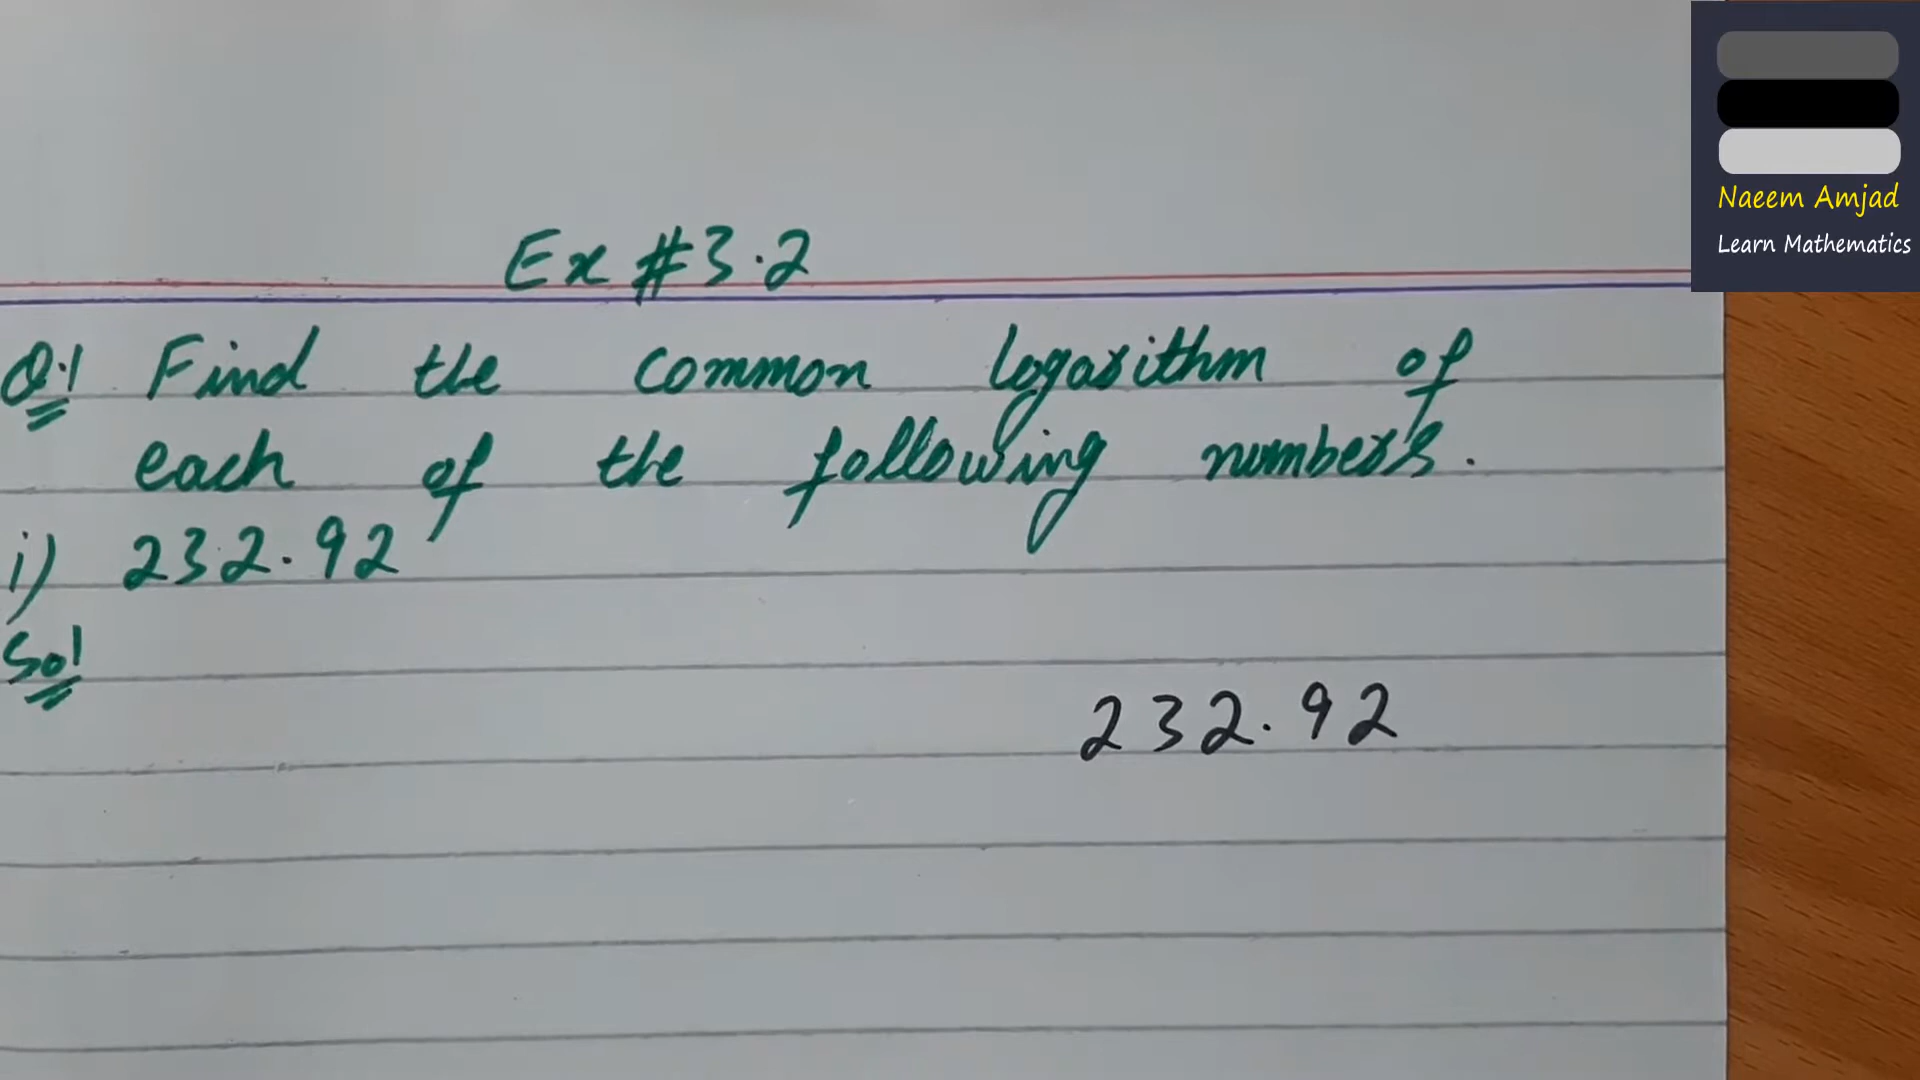 Naeem Amjad
Learn Mathematics
Ex #3.2
Q.1 Find the common logarithm of
each of the following numbers.
i) 232.92
Sol
232.92